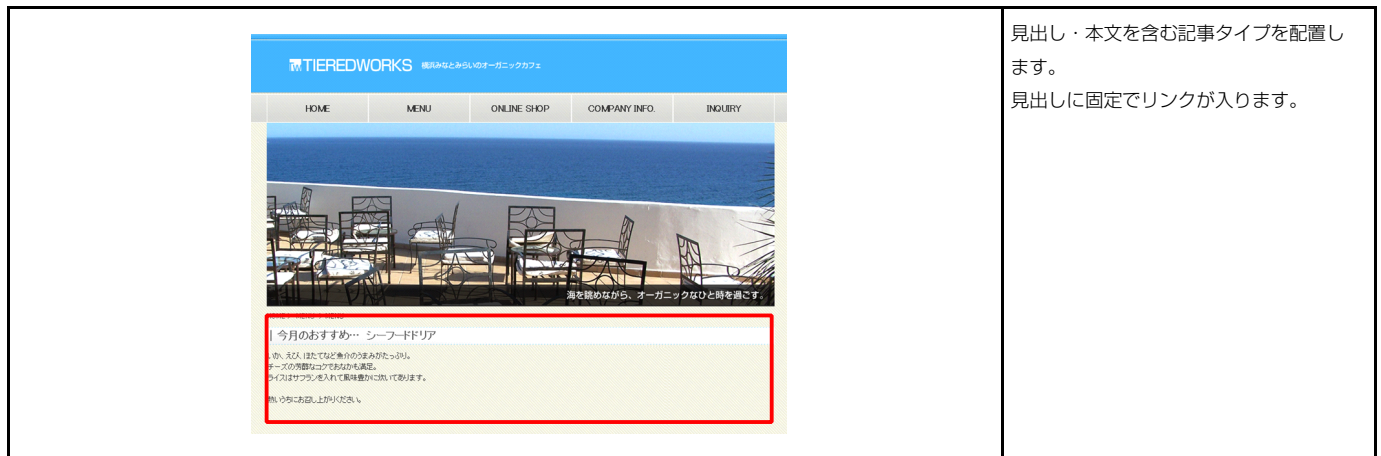 TIEREDWORKS 横浜みなとみらいのオーガニックカフェ
HOME MENU ONLINE SHOP COMPANY INFO. INQUIRY
海を眺めながら、オーガニックなひと時を過ごす。
| 今月のおすすめ… シーフードドリア
いか、えび、ほたてなど魚介のうまみがたっぷり。
チーズの芳醇なコクでおなかも満足。
ライスはサフランを入れて風味豊かに炊いてあります。
熱いうちにお召し上がりください。
見出し・本文を含む記事タイプを配置し
ます。
見出しに固定でリンクが入ります。